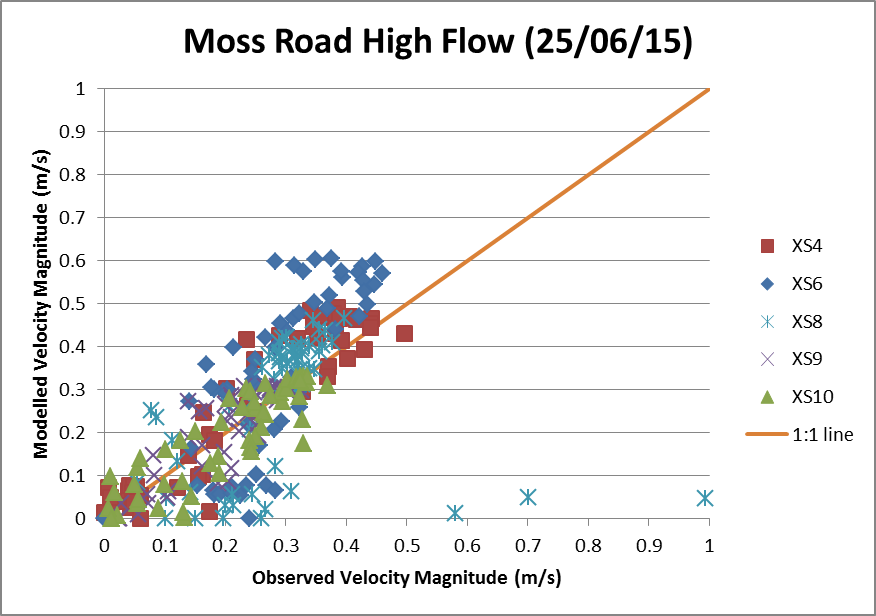 Moss Road High Flow (25/06/15)
Modelled Velocity Magnitude (m/s)
1
0.9
0.8
0.7
0.6
0.5
0.4
0.3
0.2
0.1
0
0 0.1 0.2 0.3 0.4 0.5 0.6 0.7 0.8 0.9 1
Observed Velocity Magnitude (m/s)
XS4
XS6
XS8
XS9
XS10
1:1 line